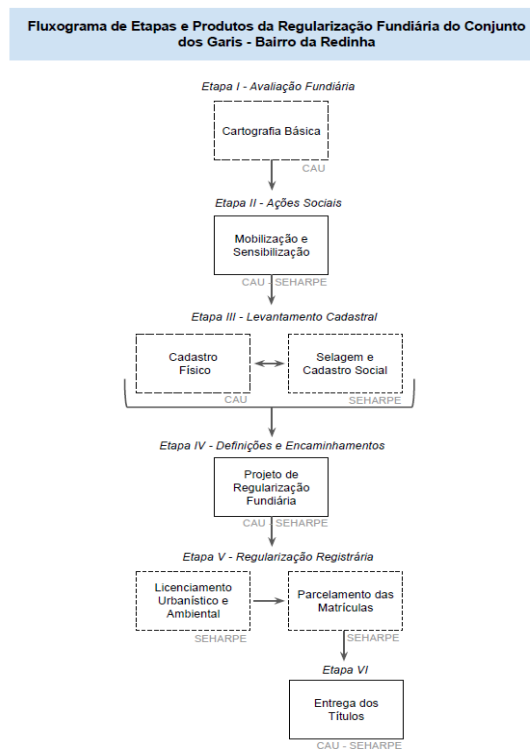 Fluxograma de Etapas e Produtos da Regularização Fundiária do Conjunto
dos Garis - Bairro da Redinha
Etapa I - Avaliação Fundiária
Cartografia Básica
CAU
Etapa II - Ações Sociais
Mobilização e
Sensibilização
CAU - SEHARPE
Etapa III - Levantamento Cadastral
Cadastro
Físico
CAU
Selagem e
Cadastro Social
SEHARPE
Etapa IV - Definições e Encaminhamentos
Projeto de
Regularização
Fundiária
CAU - SEHARPE
Etapa V - Regularização Registrária
Licenciamento
Urbanístico e
Ambiental
SEHARPE
Parcelamento das
Matrículas
SEHARPE
Etapa VI
Entrega dos
Títulos
CAU - SEHARPE